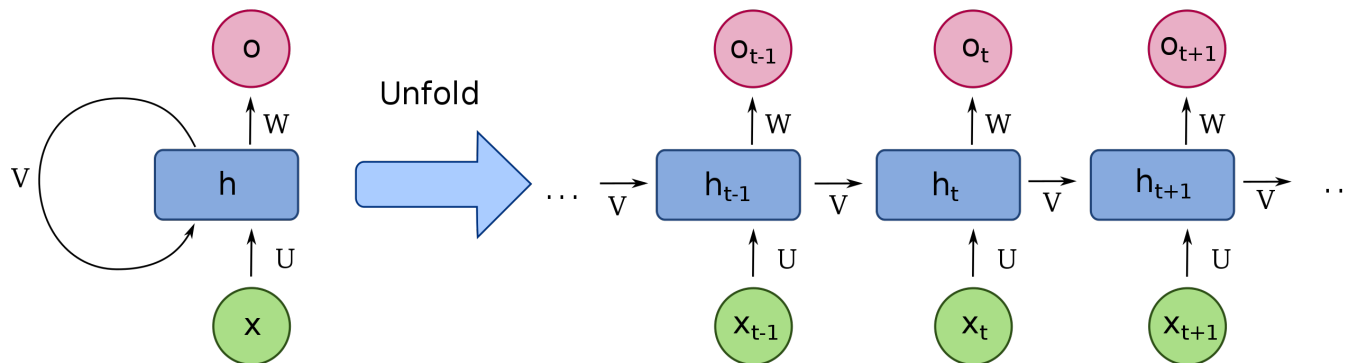 o o_{t-1} o_t o_{t+1}
Unfold
W W W W
V h ... V h_{t-1} V h_t V h_{t+1} V ..
U U U U
x x_{t-1} x_t x_{t+1}